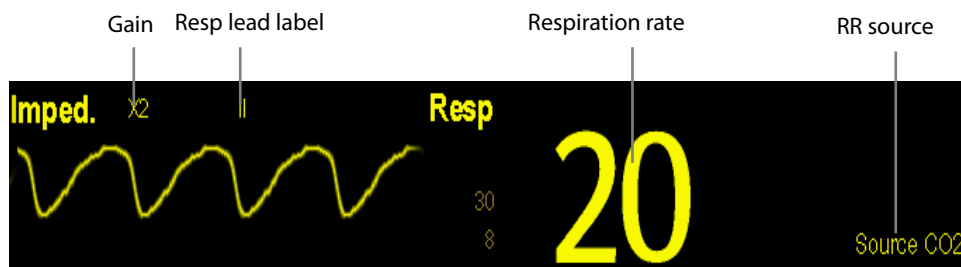 Gain
Resp lead label
Respiration rate
RR source
Imped.
X2
II
Resp
20
30
8
Source CO2